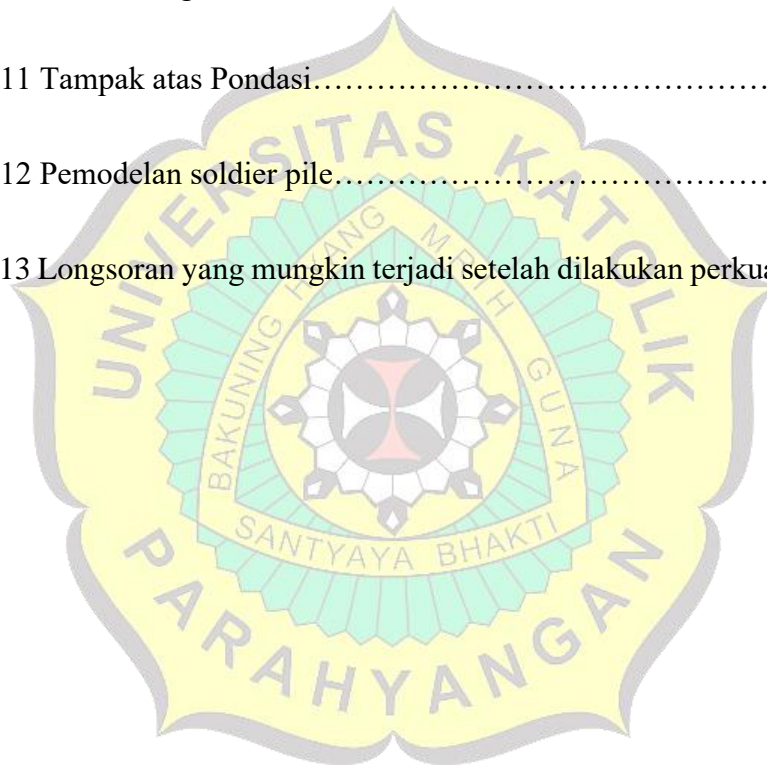 11 Tampak atas Pondasi……………………………………
12 Pemodelan soldier pile…………………………………
13 Longsoran yang mungkin terjadi setelah dilakukan perkua
UNIVERSITAS KATOLIK
BAKUNING HYANG MRIH GUNA
SANTYAYA BHAKTI
PARAHYANGAN